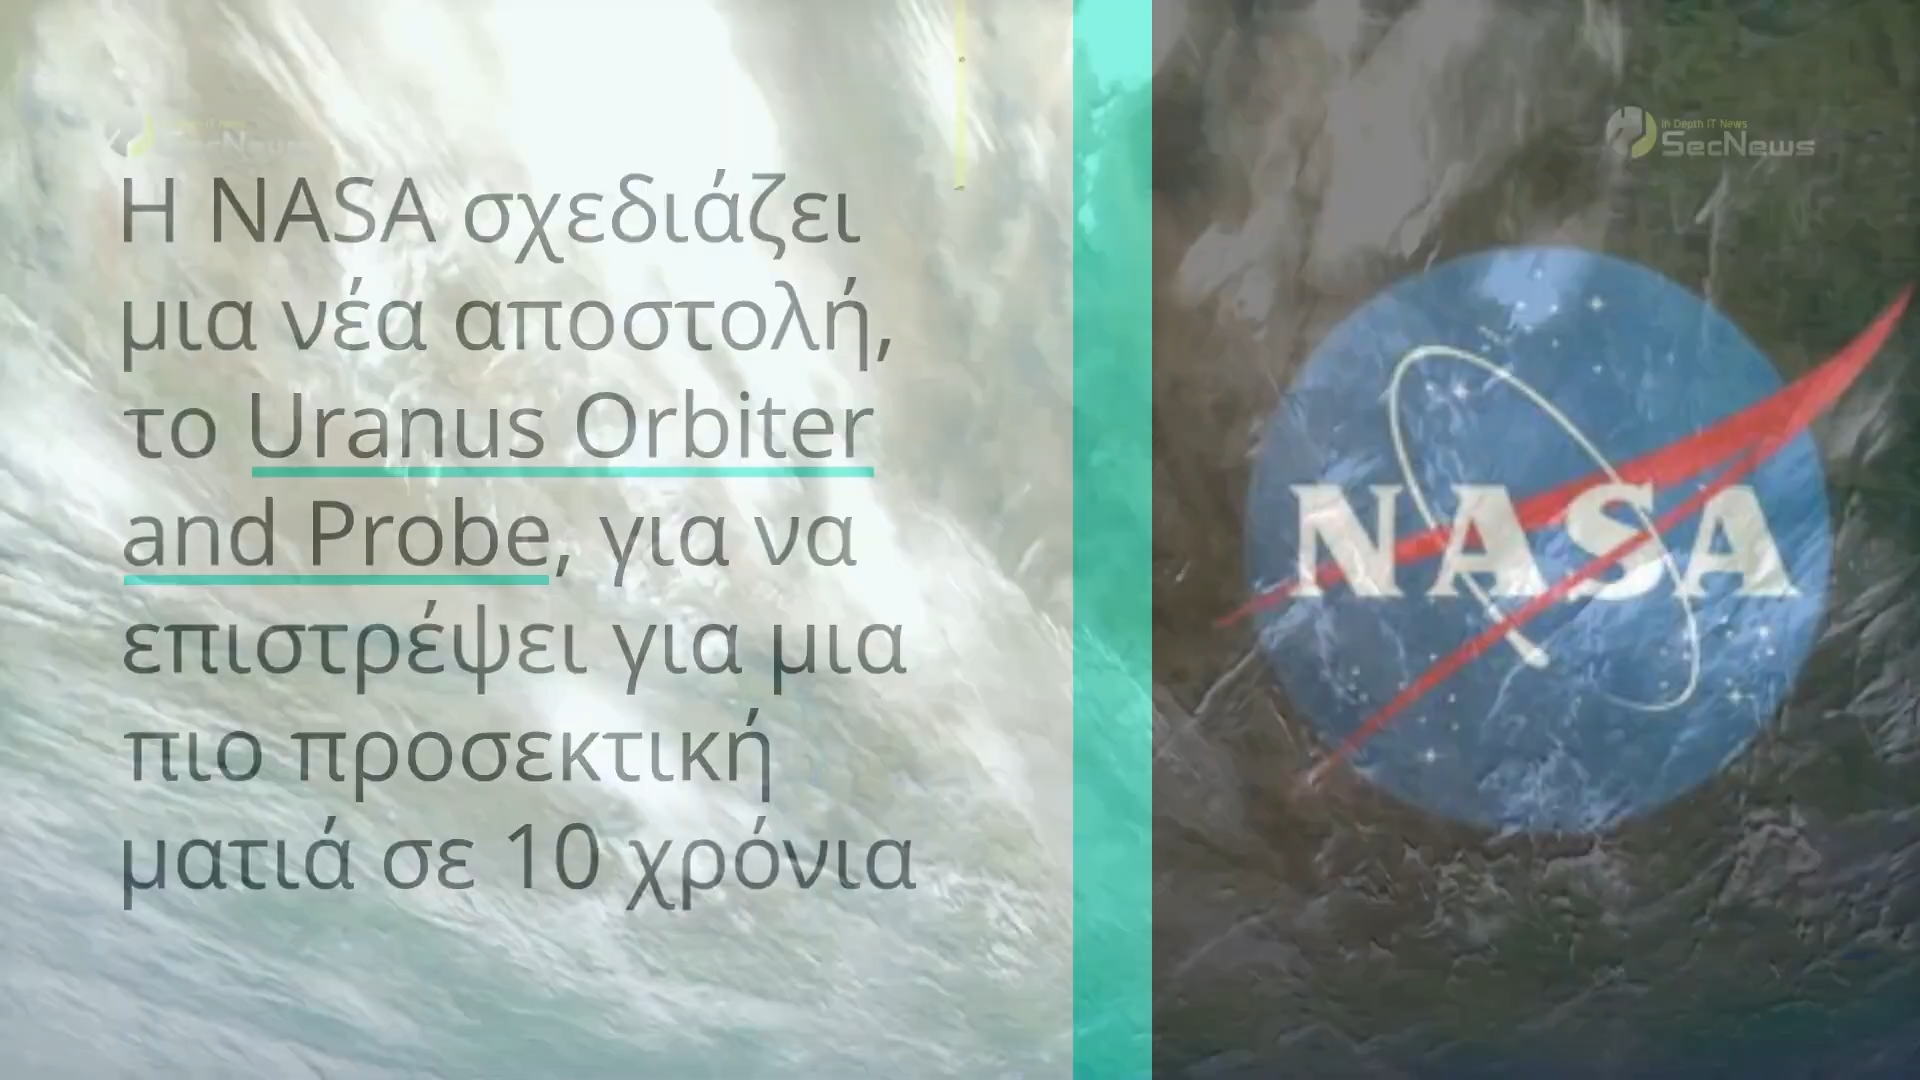 Η NASA σχεδιάζει
μια νέα αποστολή,
το Uranus Orbiter
and Probe, για να
επιστρέψει για μια
πιο προσεκτική
ματιά σε 10 χρόνια
In Depth IT News
SecNews
NASA